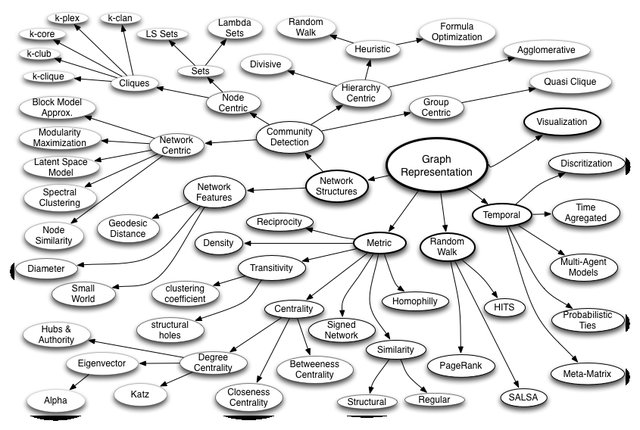 k-plex
k-clan
k-core
k-club
k-clique
Cliques
LS Sets
Lambda
Sets
Sets
Node
Centric
Random
Walk
Heuristic
Formula
Optimization
Divisive
Agglomerative
Hierarchy
Centric
Group
Centric
Quasi Clique
Block Model
Approx.
Modularity
Maximization
Latent Space
Model
Spectral
Clustering
Node
Similarity
Network
Centric
Community
Detection
Visualization
Graph
Representation
Discritization
Time
Agregated
Temporal
Multi-Agent
Models
Probabilistic
Ties
Meta-Matrix
Network
Structures
Network
Features
Geodesic
Distance
Diameter
Small
World
Reciprocity
Density
Metric
Random
Walk
Transitivity
clustering
coefficient
structural
holes
Homophilly
HITS
Centrality
Signed
Network
Similarity
PageRank
SALSA
Hubs &
Authority
Degree
Centrality
Eigenvector
Alpha
Katz
Betweeness
Centrality
Closeness
Centrality
Structural
Regular